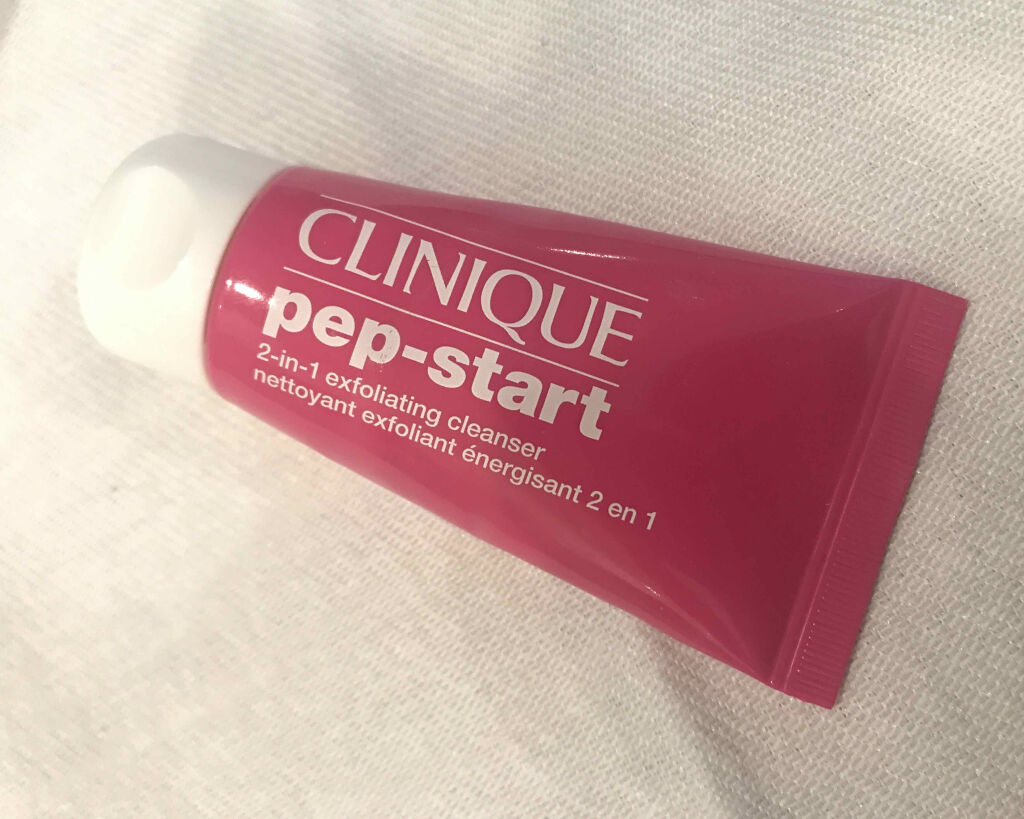 CLINIQUE
pep-start
2-in-1 exfoliating cleanser
nettoyant exfoliant énergisant 2 en 1